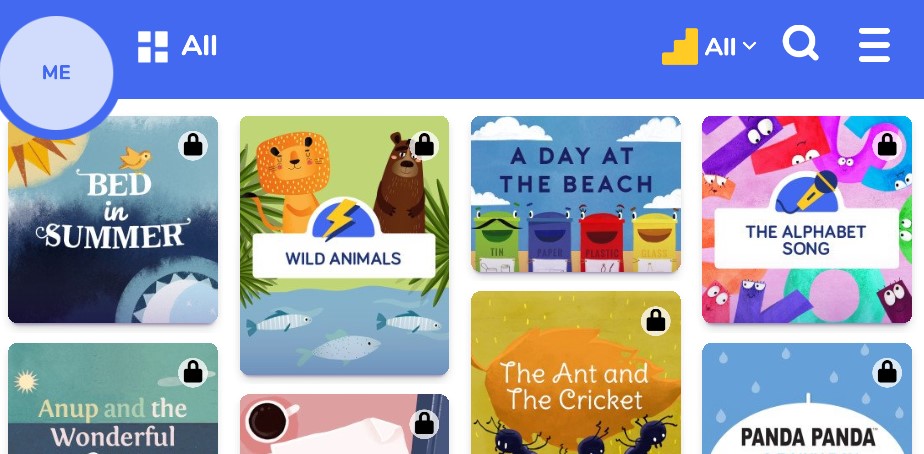 ME
All
All
BED
in
SUMMER
WILD ANIMALS
A DAY AT
THE BEACH
TIN
PAPER
PLASTIC
GLASS
THE ALPHABET
SONG
Anup and the
Wonderful
The Ant and
The Cricket
PANDA PANDA™